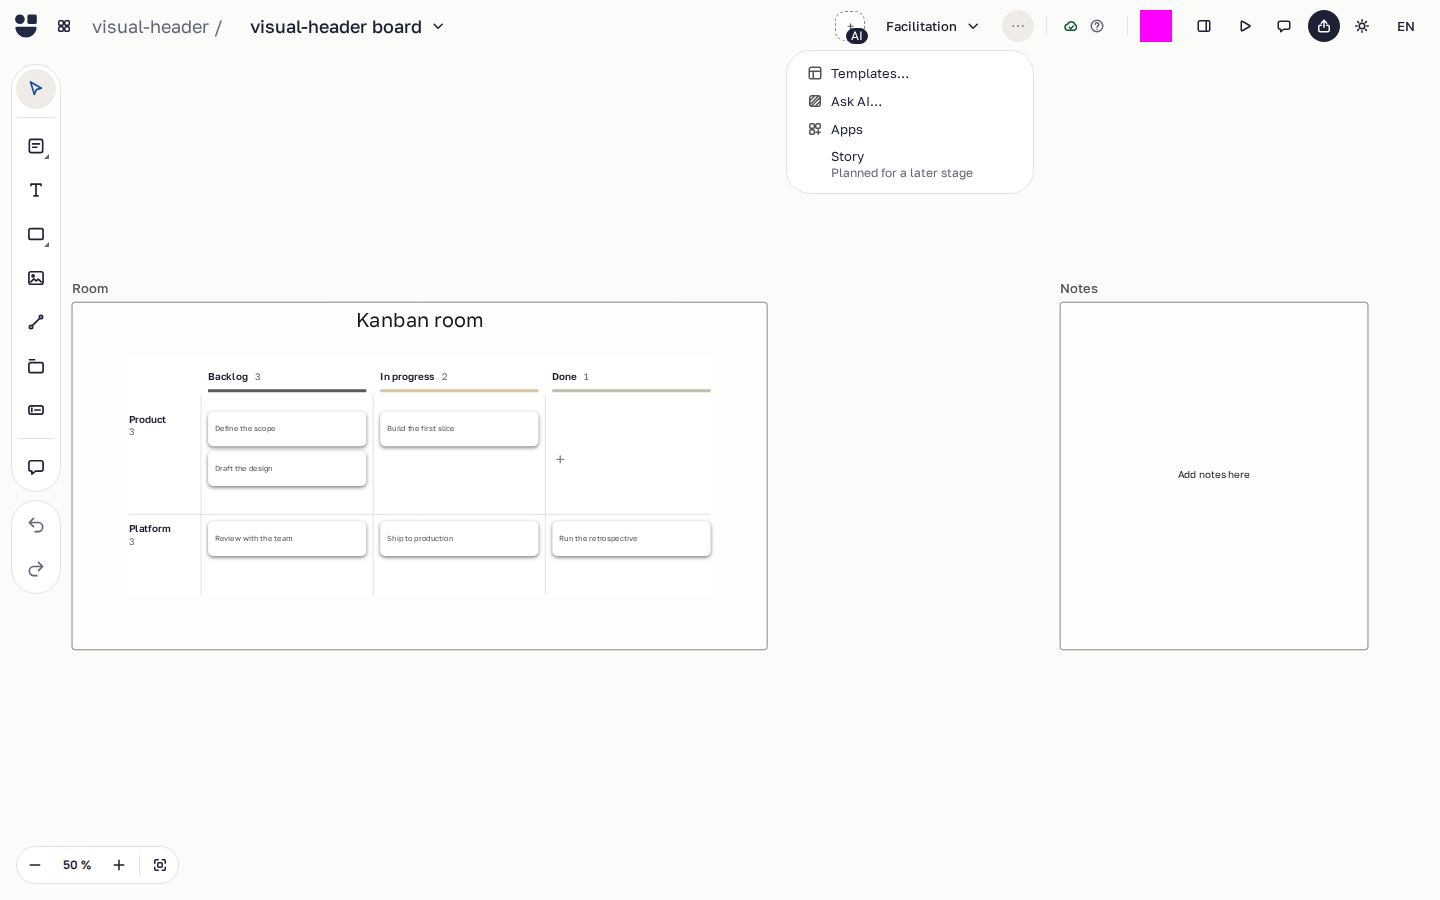 visual-header / visual-header board
AI
Facilitation
EN
Templates...
Ask AI...
Apps
Story
Planned for a later stage
Room
Notes
Kanban room
Backlog 3 In progress 2 Done 1
Product
3
Define the scope
Build the first slice
Draft the design
Platform
3
Review with the team
Ship to production
Run the retrospective
Add notes here
50 %